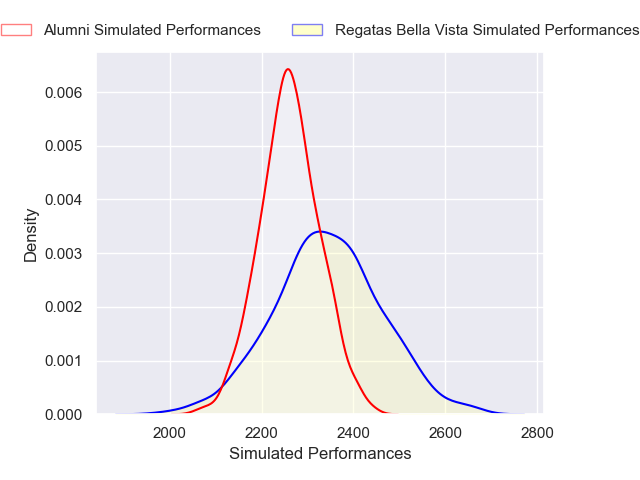 Alumni Simulated Performances
Regatas Bella Vista Simulated Performances
0.006
0.005
0.004
0.003
0.002
0.001
0.000
Density
2000 2200 2400 2600 2800
Simulated Performances